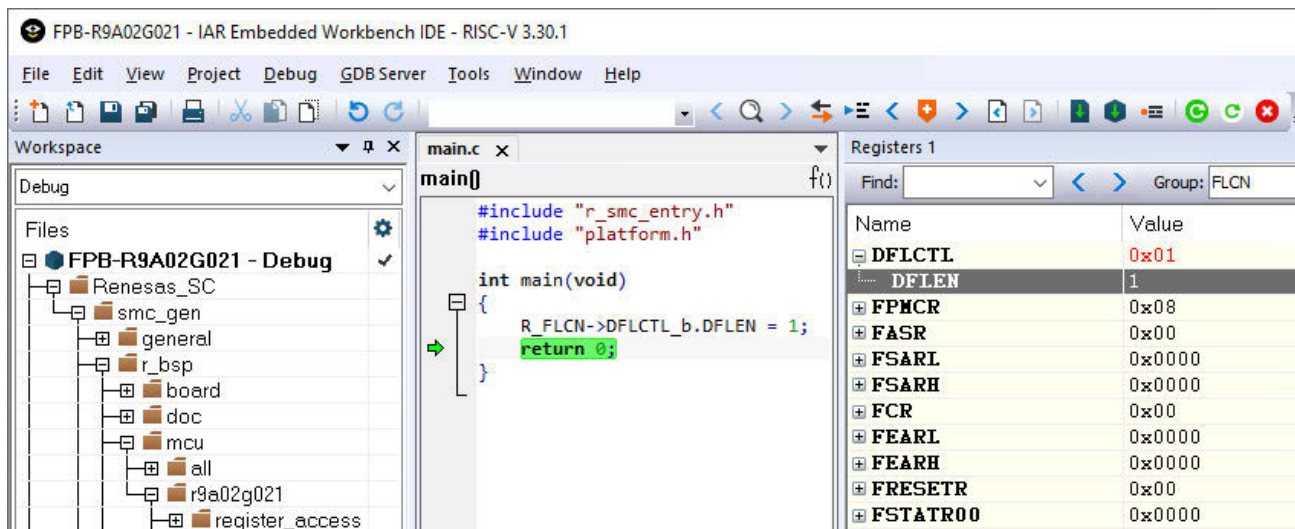 FPB-R9A02G021 - IAR Embedded Workbench IDE - RISC-V 3.30.1
File Edit View Project Debug GDB Server Tools Window Help
Workspace
Debug
Files
FPB-R9A02G021 - Debug
Renesas_SC
smc_gen
general
r_bsp
board
doc
mcu
all
r9a02g021
register_access
main.c
main()
f()
#include "r_smc_entry.h"
#include "platform.h"
int main(void)
{
R_FLCN->DFLCTL_b.DFLEN = 1;
return 0;
}
Registers 1
Find: Group: FLCN
Name Value
DFLCTL 0x01
DFLEN 1
FPMCR 0x08
FASR 0x00
FSARL 0x0000
FSARH 0x0000
FCR 0x00
FEARL 0x0000
FEARH 0x0000
FRESETR 0x00
FSTATR00 0x0000